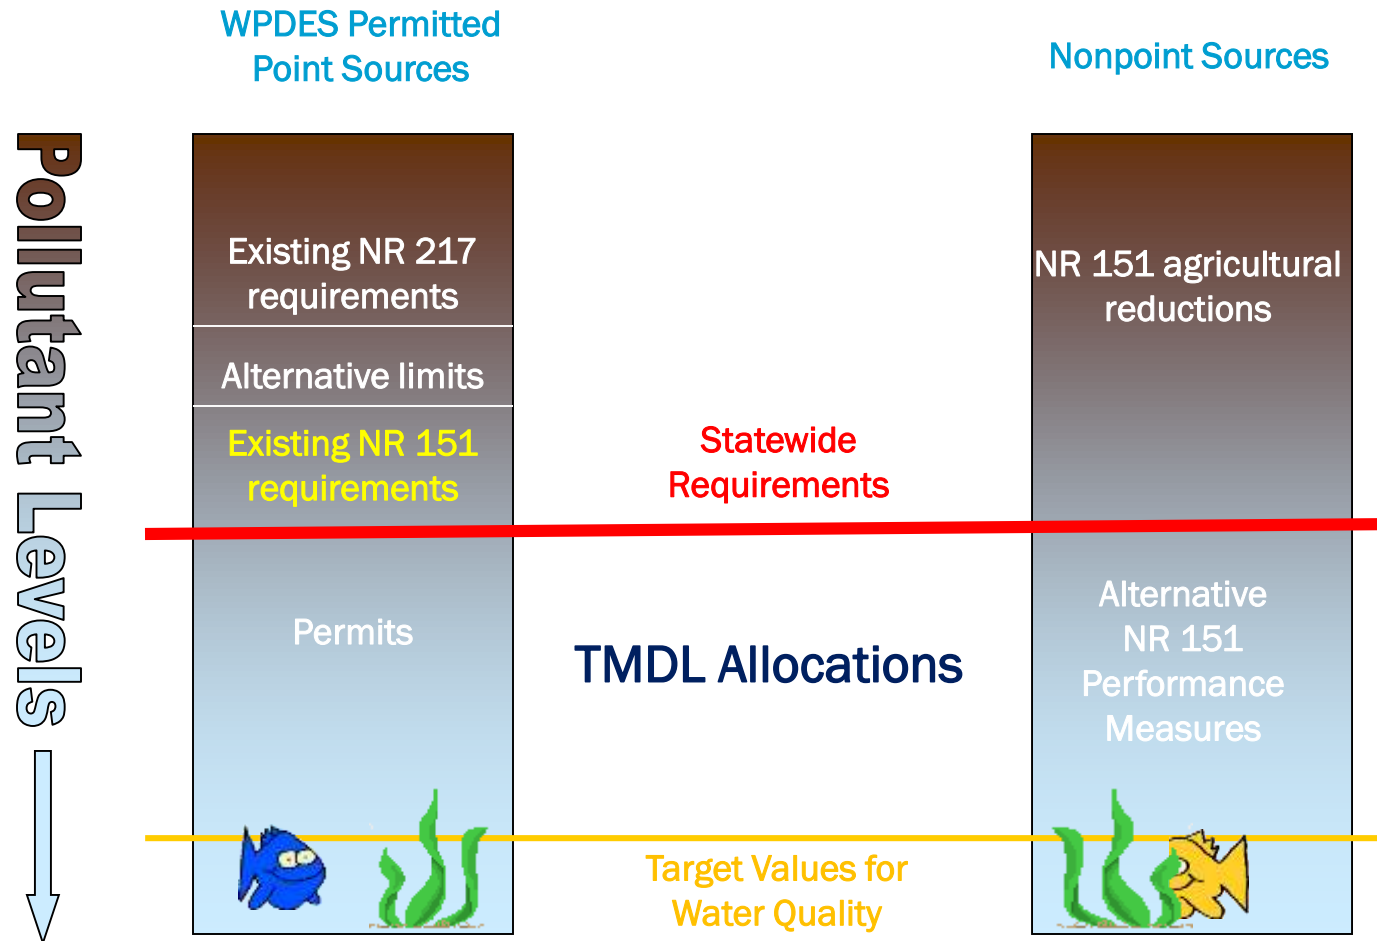 WPDES Permitted
Point Sources
Nonpoint Sources
Pollutant Levels
Existing NR 217
requirements
Alternative limits
Existing NR 151
requirements
Permits
Statewide
Requirements
TMDL Allocations
Target Values for
Water Quality
NR 151 agricultural
reductions
Alternative
NR 151
Performance
Measures